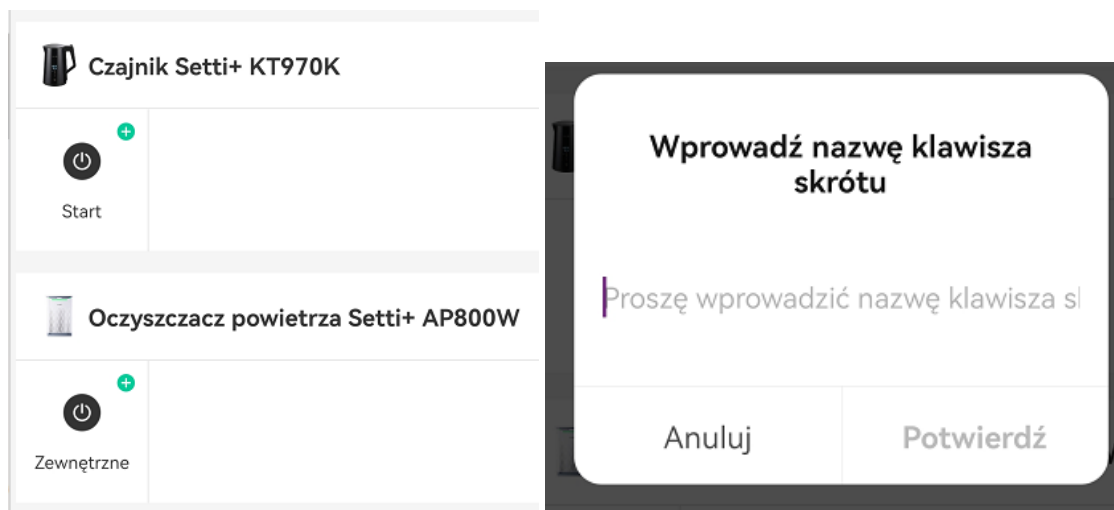 Czajnik Setti+ KT970K
Start
Oczyszczacz powietrza Setti+ AP800W
Zewnętrzne
Wprowadź nazwę klawisza
skrótu
Proszę wprowadzić nazwę klawisza
Anuluj
Potwierdź